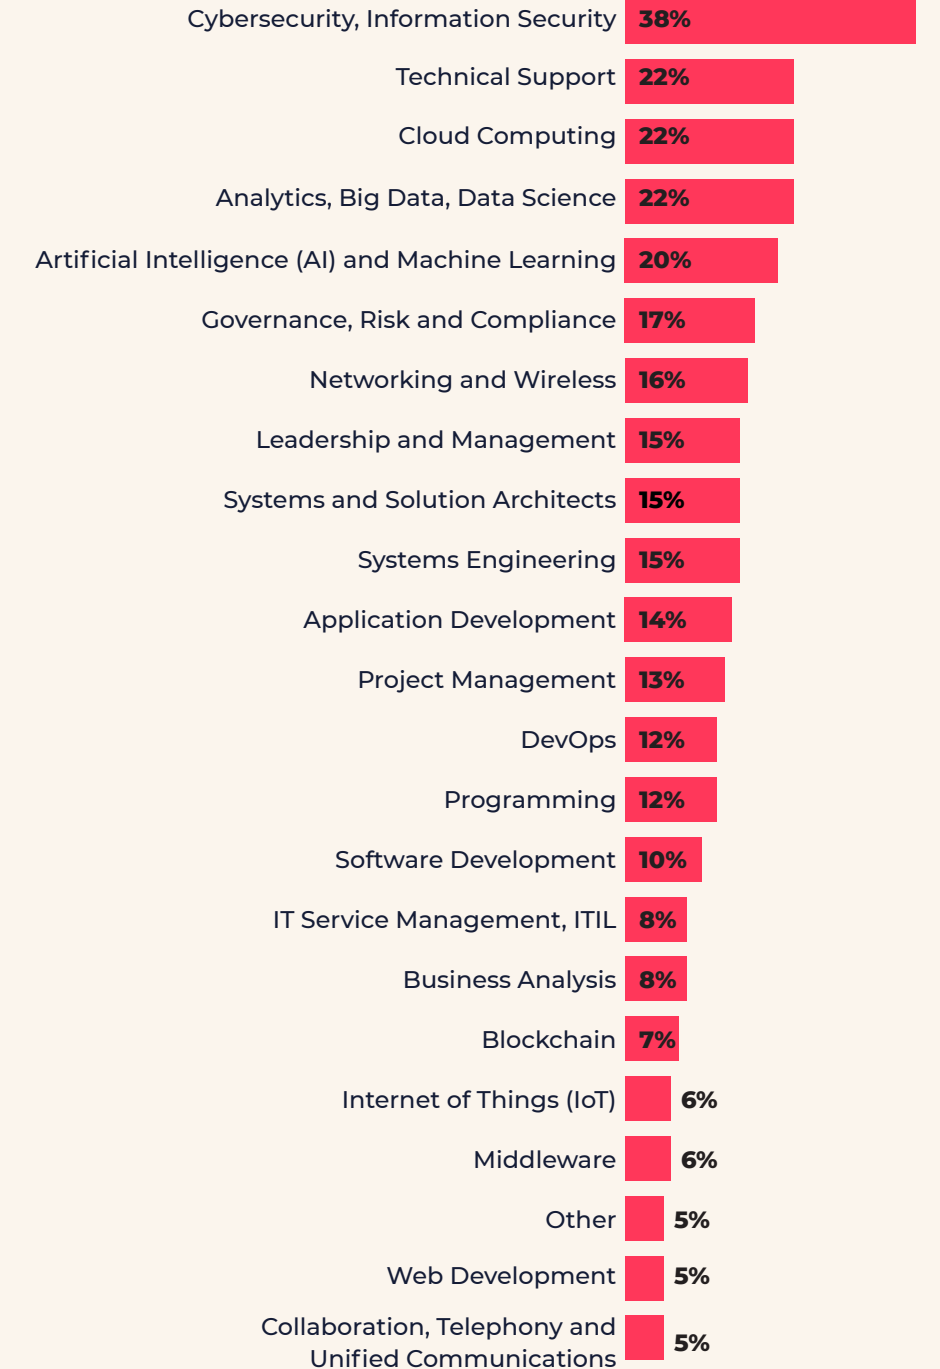 Cybersecurity, Information Security 38%
Technical Support 22%
Cloud Computing 22%
Analytics, Big Data, Data Science 22%
Artificial Intelligence (AI) and Machine Learning 20%
Governance, Risk and Compliance 17%
Networking and Wireless 16%
Leadership and Management 15%
Systems and Solution Architects 15%
Systems Engineering 15%
Application Development 14%
Project Management 13%
DevOps 12%
Programming 12%
Software Development 10%
IT Service Management, ITIL 8%
Business Analysis 8%
Blockchain 7%
Internet of Things (IoT) 6%
Middleware 6%
Other 5%
Web Development 5%
Collaboration, Telephony and
Unified Communications 5%